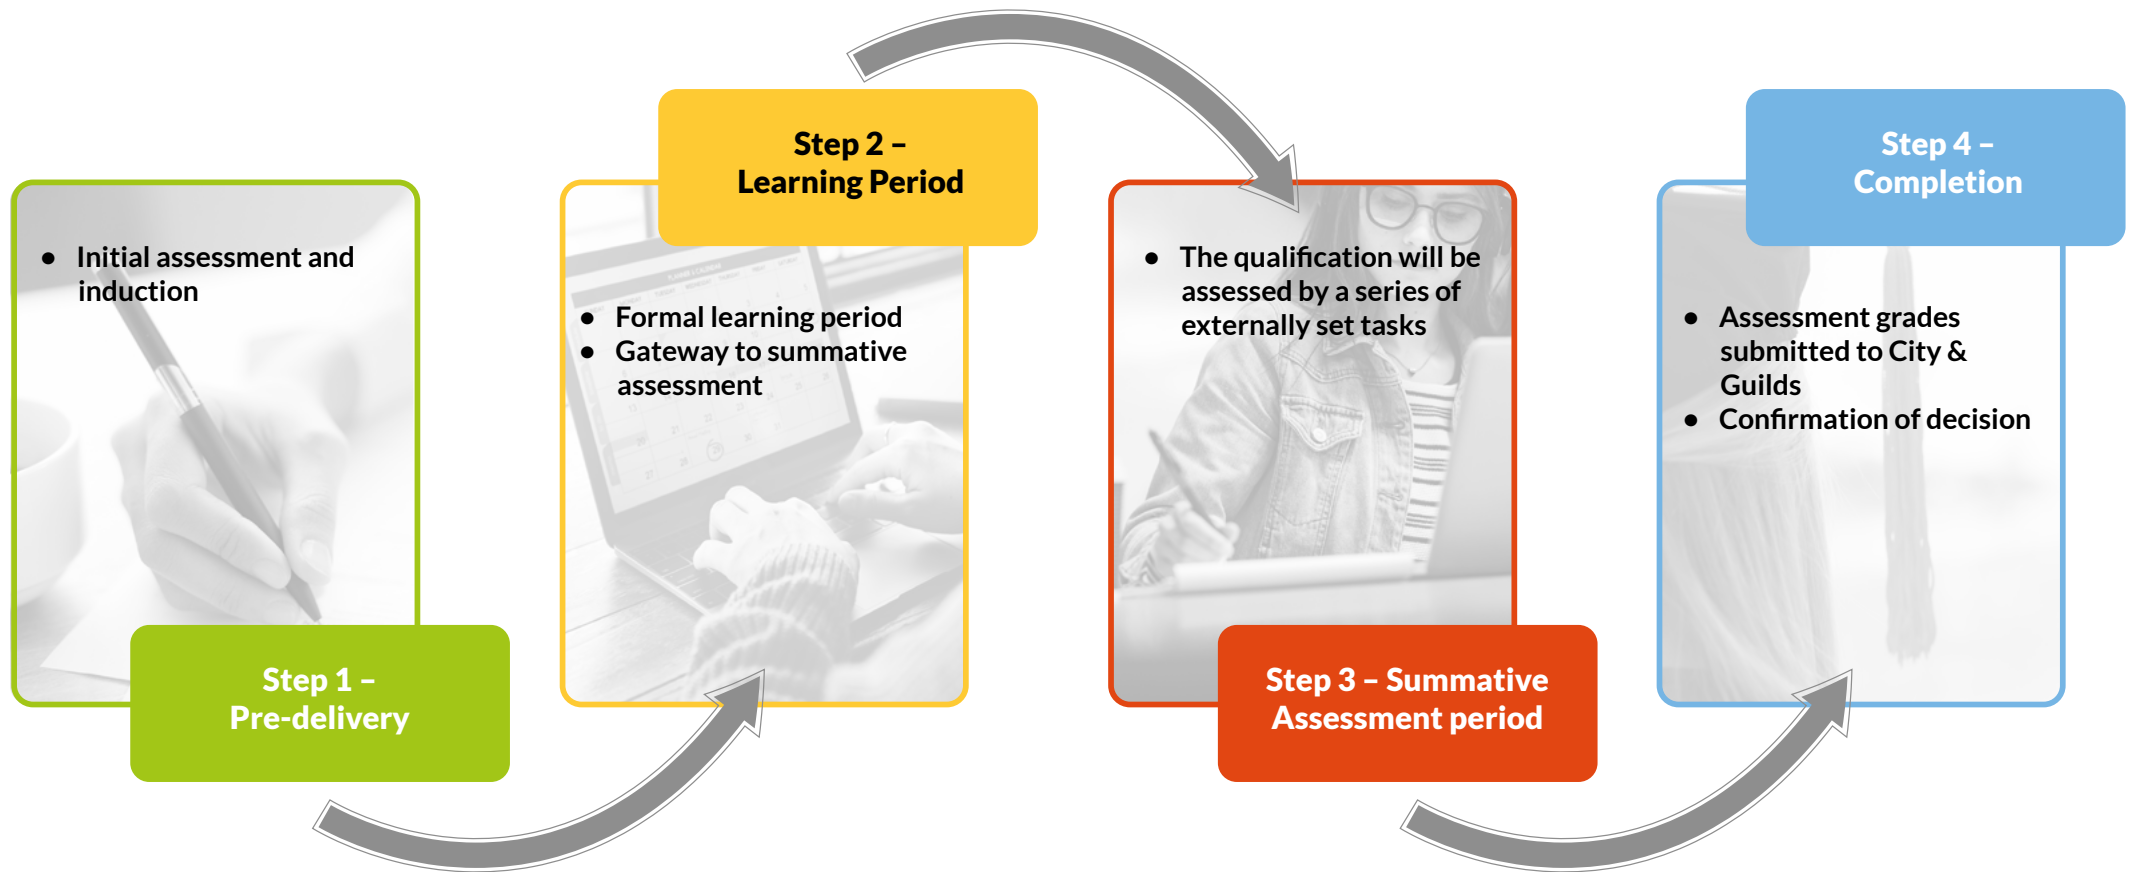 ● Initial assessment and
induction
Step 1 –
Pre-delivery
Step 2 –
Learning Period
● Formal learning period
● Gateway to summative
assessment
● The qualification will be
assessed by a series of
externally set tasks
Step 3 – Summative
Assessment period
Step 4 –
Completion
● Assessment grades
submitted to City &
Guilds
● Confirmation of decision